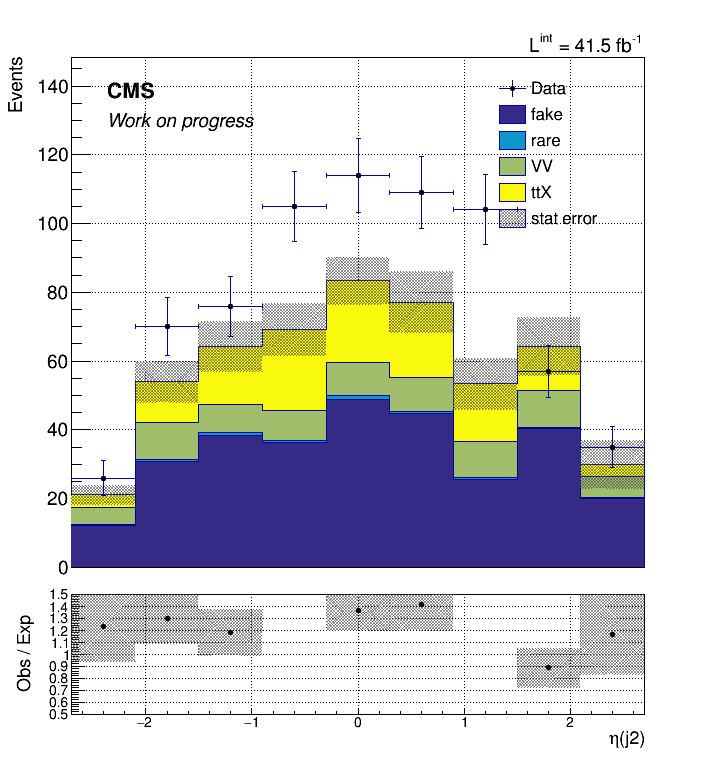 L^int = 41.5 fb^-1
Events
CMS
Work on progress
Data
fake
rare
VV
ttX
stat error
140
120
100
80
60
40
20
0
Obs / Exp
1.5
1.4
1.3
1.2
1.1
1
0.9
0.8
0.7
0.6
0.5
−2 −1 0 1 2
η(j2)